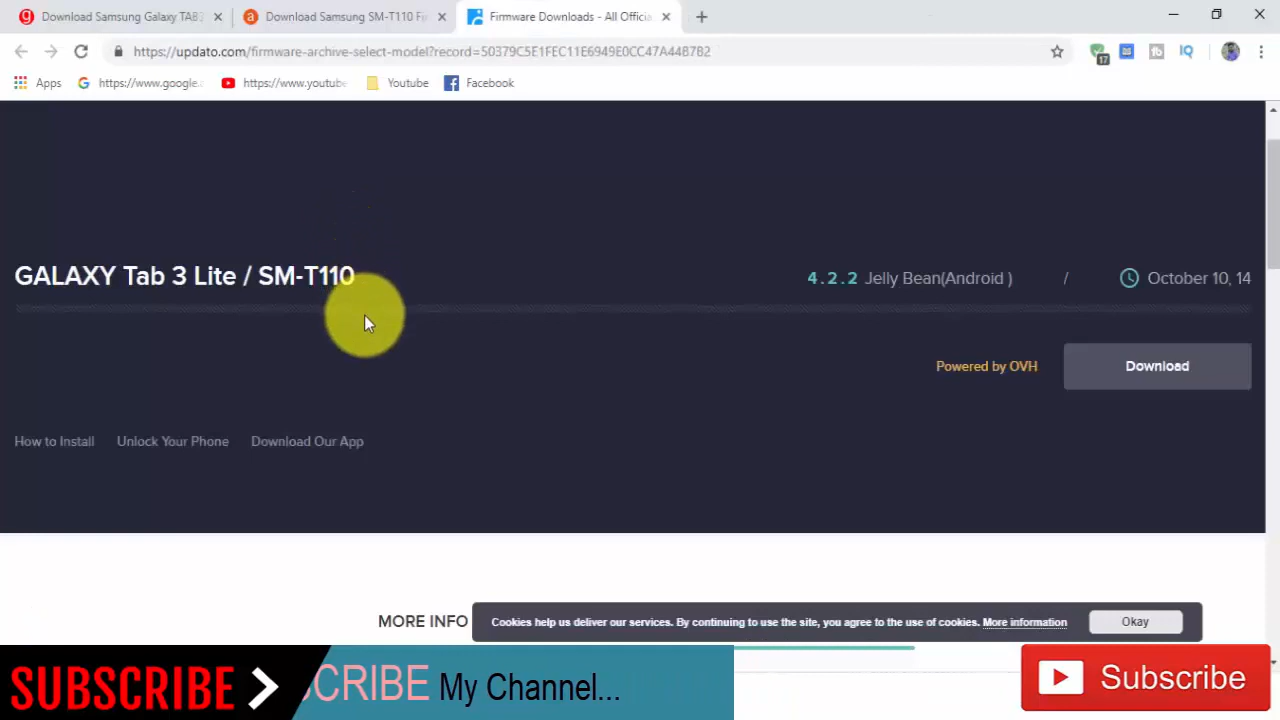 Download Samsung Galaxy TAB3
Download Samsung SM-T110 Fi
Firmware Downloads - All Officia
https://updato.com/firmware-archive-select-model?record=50379C5E1FEC11E6949E0CC47A44B7B2
17
IQ
Apps
https://www.google.c
https://www.youtube
Youtube
Facebook
GALAXY Tab 3 Lite / SM-T110
4.2.2 Jelly Bean(Android ) / October 10, 14
Powered by OVH
Download
How to Install
Unlock Your Phone
Download Our App
MORE INFO
Cookies help us deliver our services. By continuing to use the site, you agree to the use of cookies. More information
Okay
SUBSCRIBE
SCRIBE My Channel...
Subscribe